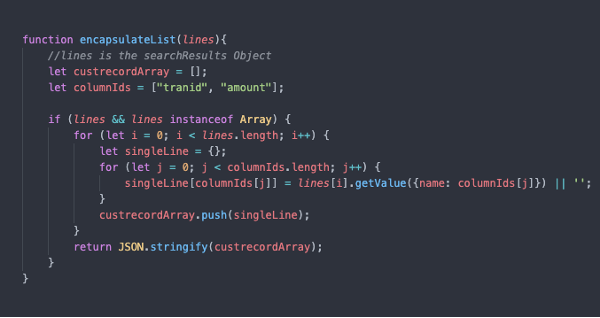 function encapsulateList(lines){
    //lines is the searchResults Object
    let custrecordArray = [];
    let columnIds = ["tranid", "amount"];

    if (lines && lines instanceof Array) {
        for (let i = 0; i < lines.length; i++) {
            let singleLine = {};
            for (let j = 0; j < columnIds.length; j++) {
                singleLine[columnIds[j]] = lines[i].getValue({name: columnIds[j]}) || '';
            }
            custrecordArray.push(singleLine);
        }
        return JSON.stringify(custrecordArray);
    }
}